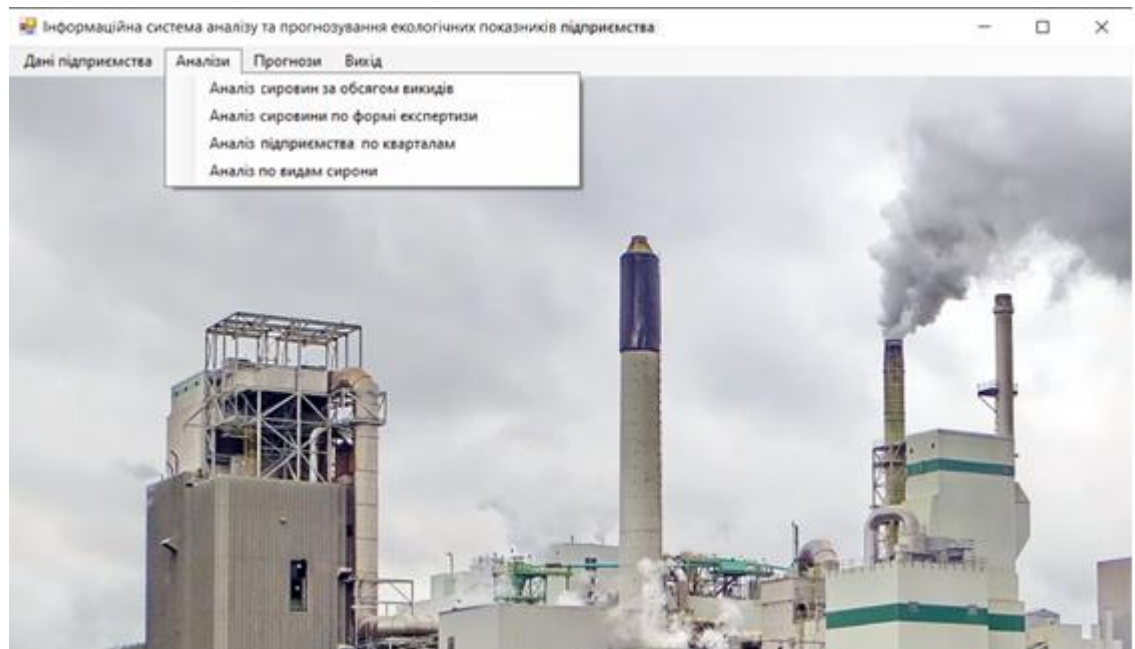 Інформаційна система аналізу та прогнозування екологічних показників підприємства
Дані підприємства Аналізи Прогнози Вихід
Аналіз сировин за обсягом викидів
Аналіз сировини по формі експертизи
Аналіз підприємства по кварталам
Аналіз по видам сирони